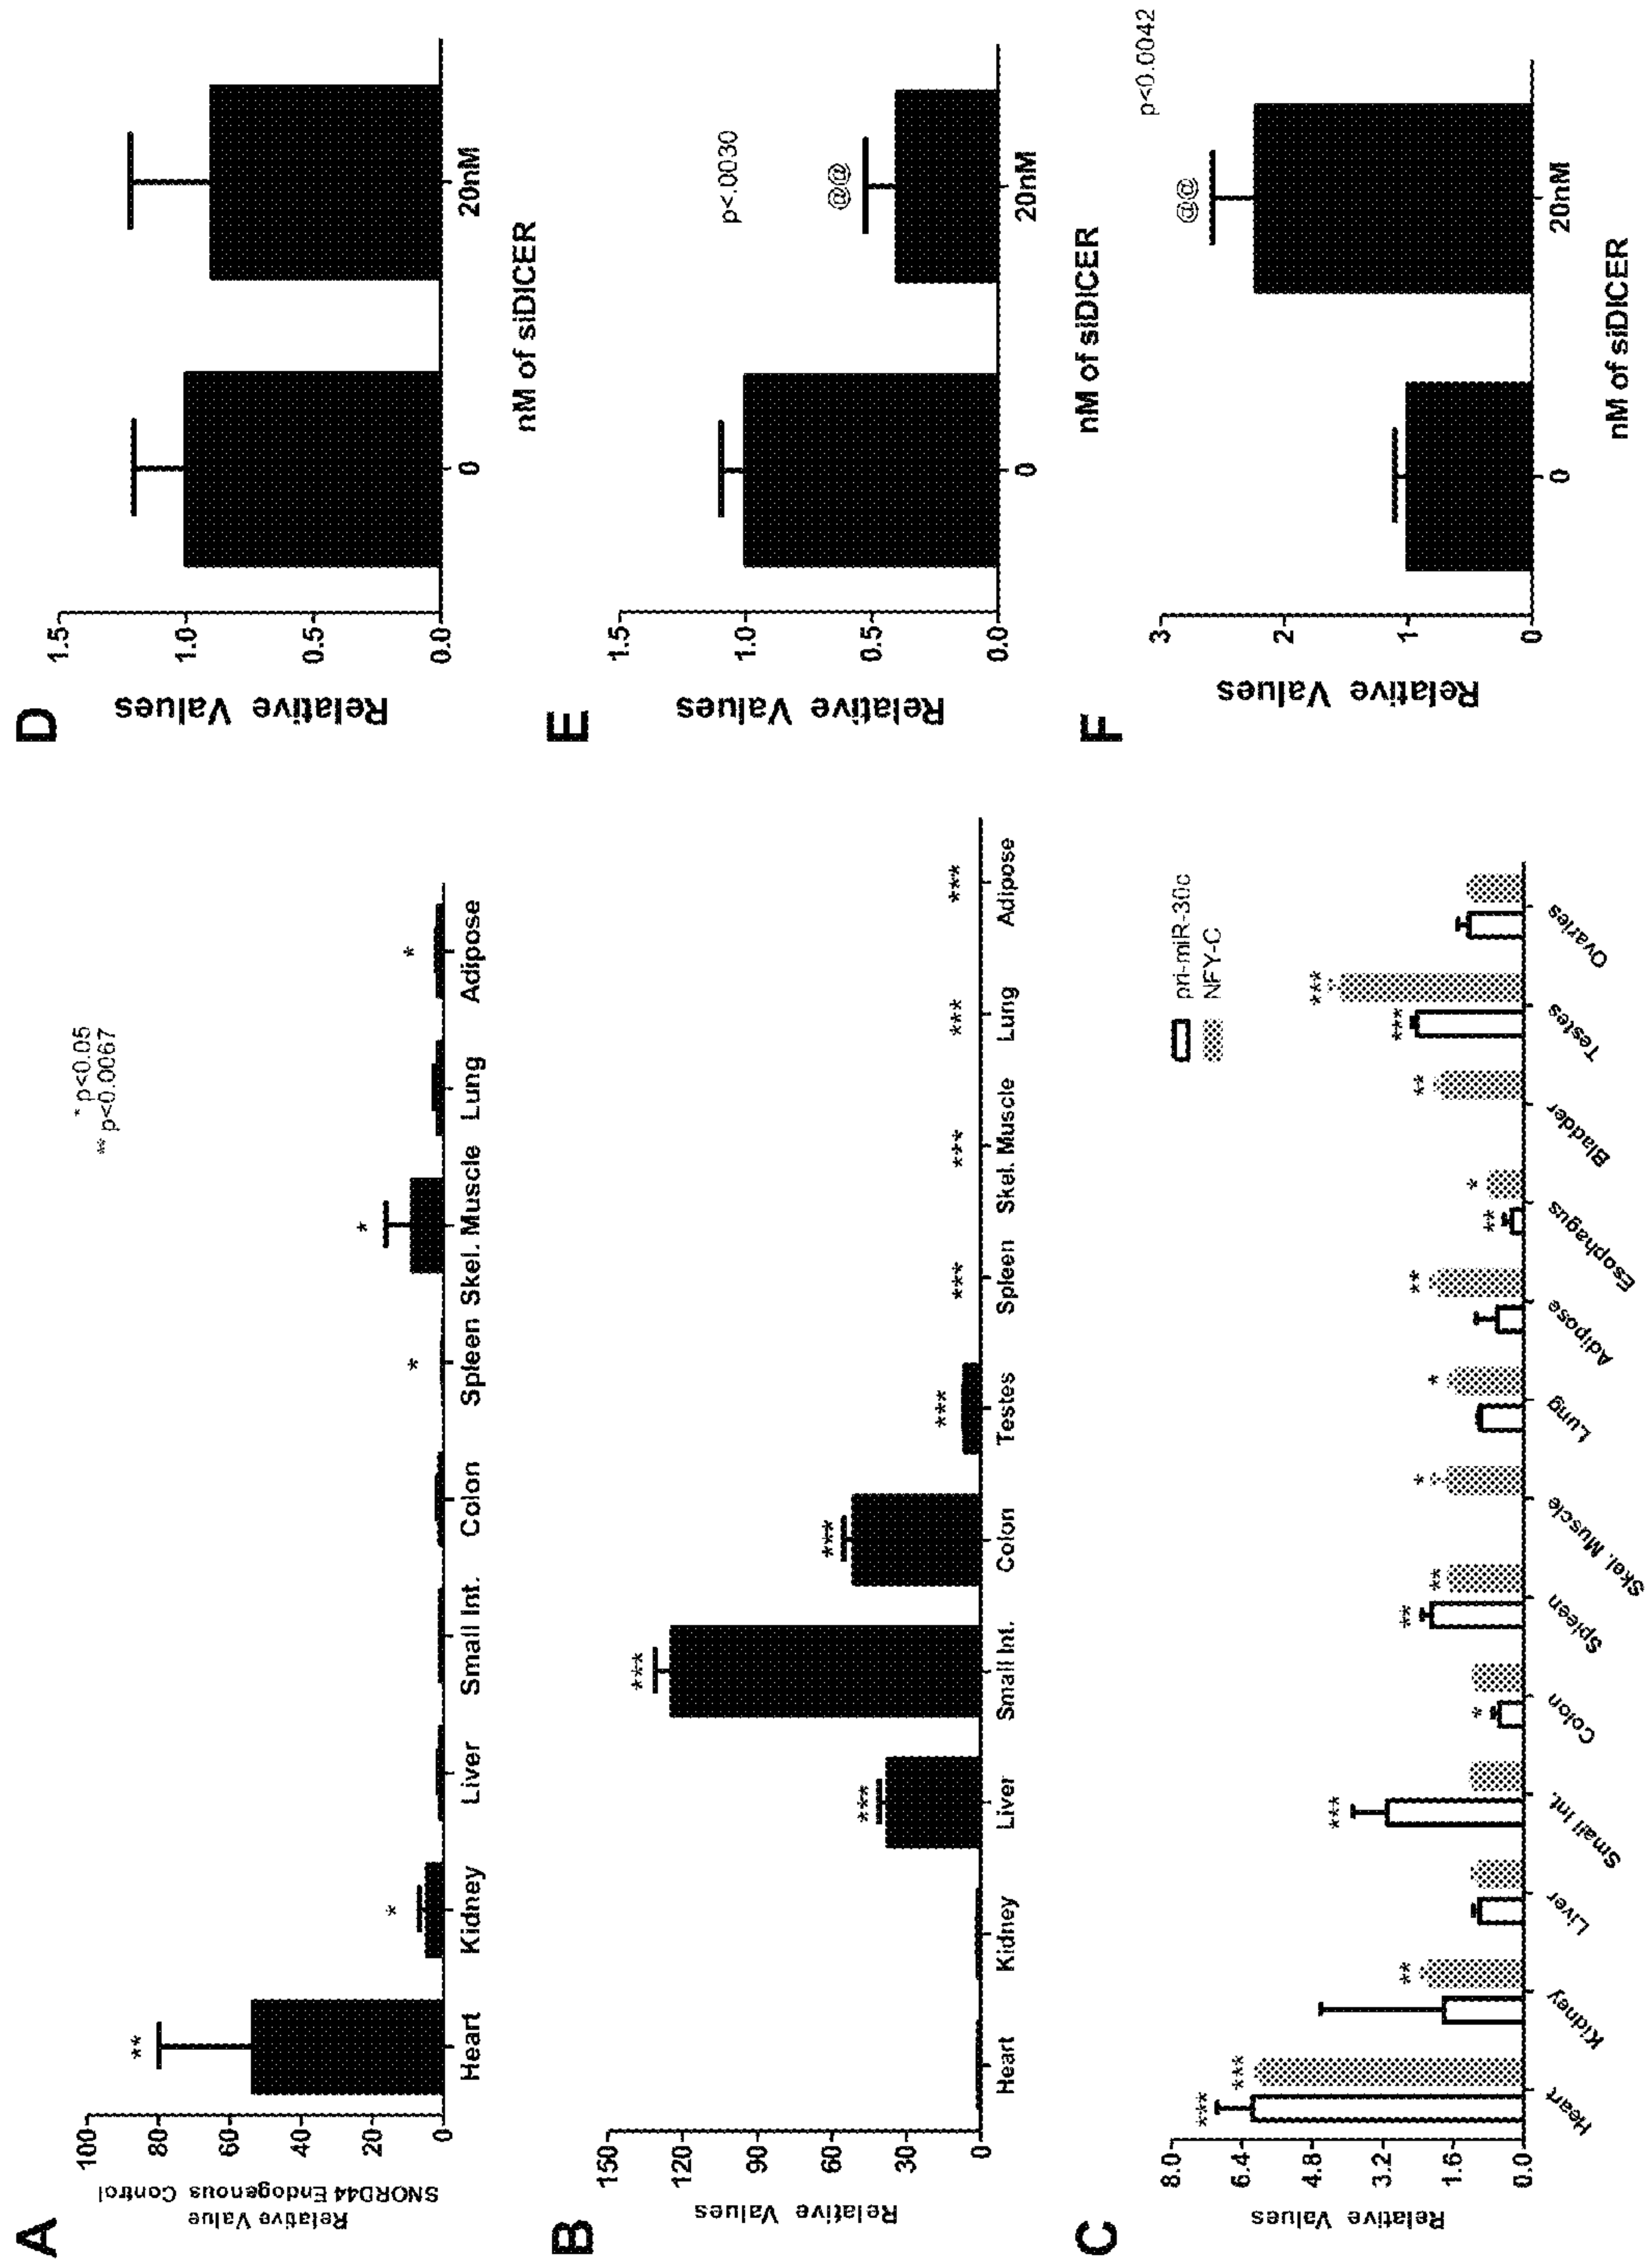 A
Relative Value
SNORD44 Endogenous Control
100
80
60
40
20
0
* p<0.05
** p<0.0067
**
*
*
*
*
Heart
Kidney
Liver
Small Int.
Colon
Spleen
Skel. Muscle
Lung
Adipose
B
Relative Values
150
120
90
60
30
0
***
***
***
***
***
***
***
***
Heart
Kidney
Liver
Small Int.
Colon
Testes
Spleen
Skel. Muscle
Lung
Adipose
C
Relative Values
8.0
6.4
4.8
3.2
1.6
0.0
pri-miR-30c
NFY-C
***
***
**
***
*
**
**
*
*
**
**
*
**
***
***
Heart
Kidney
Liver
Small Int.
Colon
Spleen
Skel. Muscle
Lung
Adipose
Esophagus
Bladder
Testes
Ovaries
D
Relative Values
1.5
1.0
0.5
0.0
0
20nM
nM of siDICER
E
Relative Values
1.5
1.0
0.5
0.0
p<.0030
@@
0
20nM
nM of siDICER
F
Relative Values
3
2
1
0
p<0.0042
@@
0
20nM
nM of siDICER